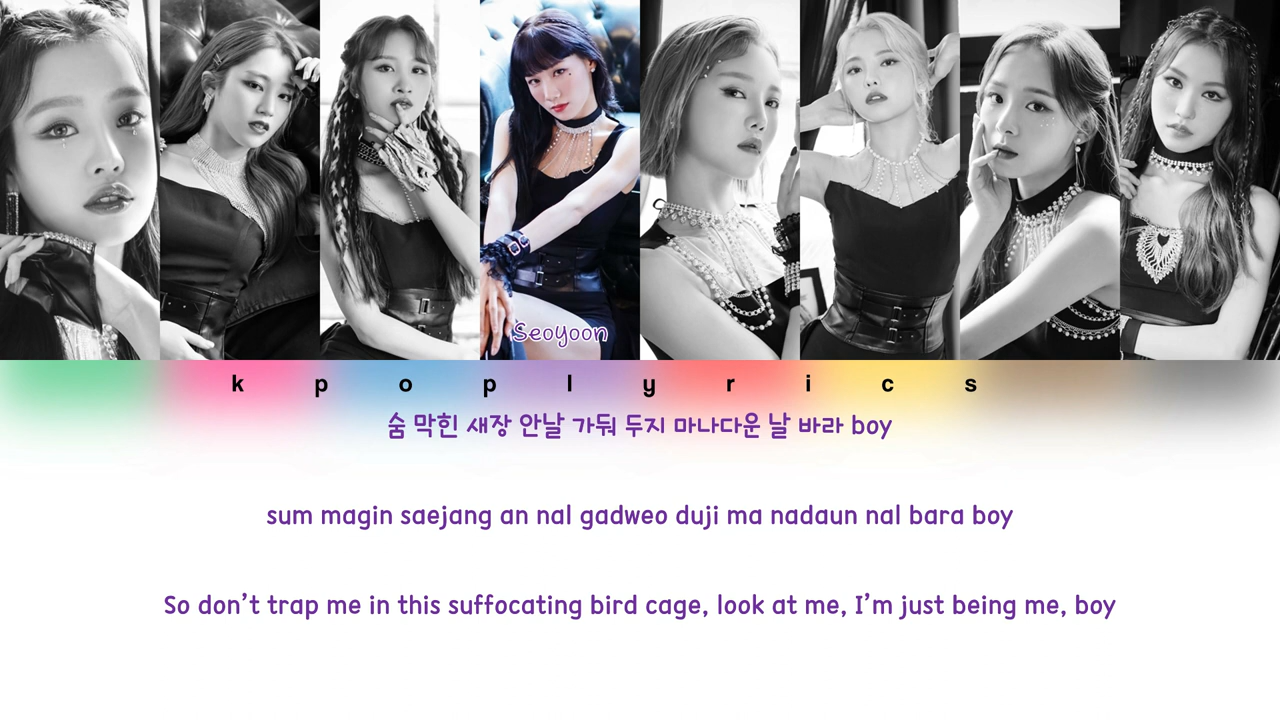 Seoyoon
k p o p l y r i c s
숨 막힌 새장 안날 가둬 두지 마나다운 날 바라 boy
sum magin saejang an nal gadweo duji ma nadaun nal bara boy
So don’t trap me in this suffocating bird cage, look at me, I’m just being me, boy